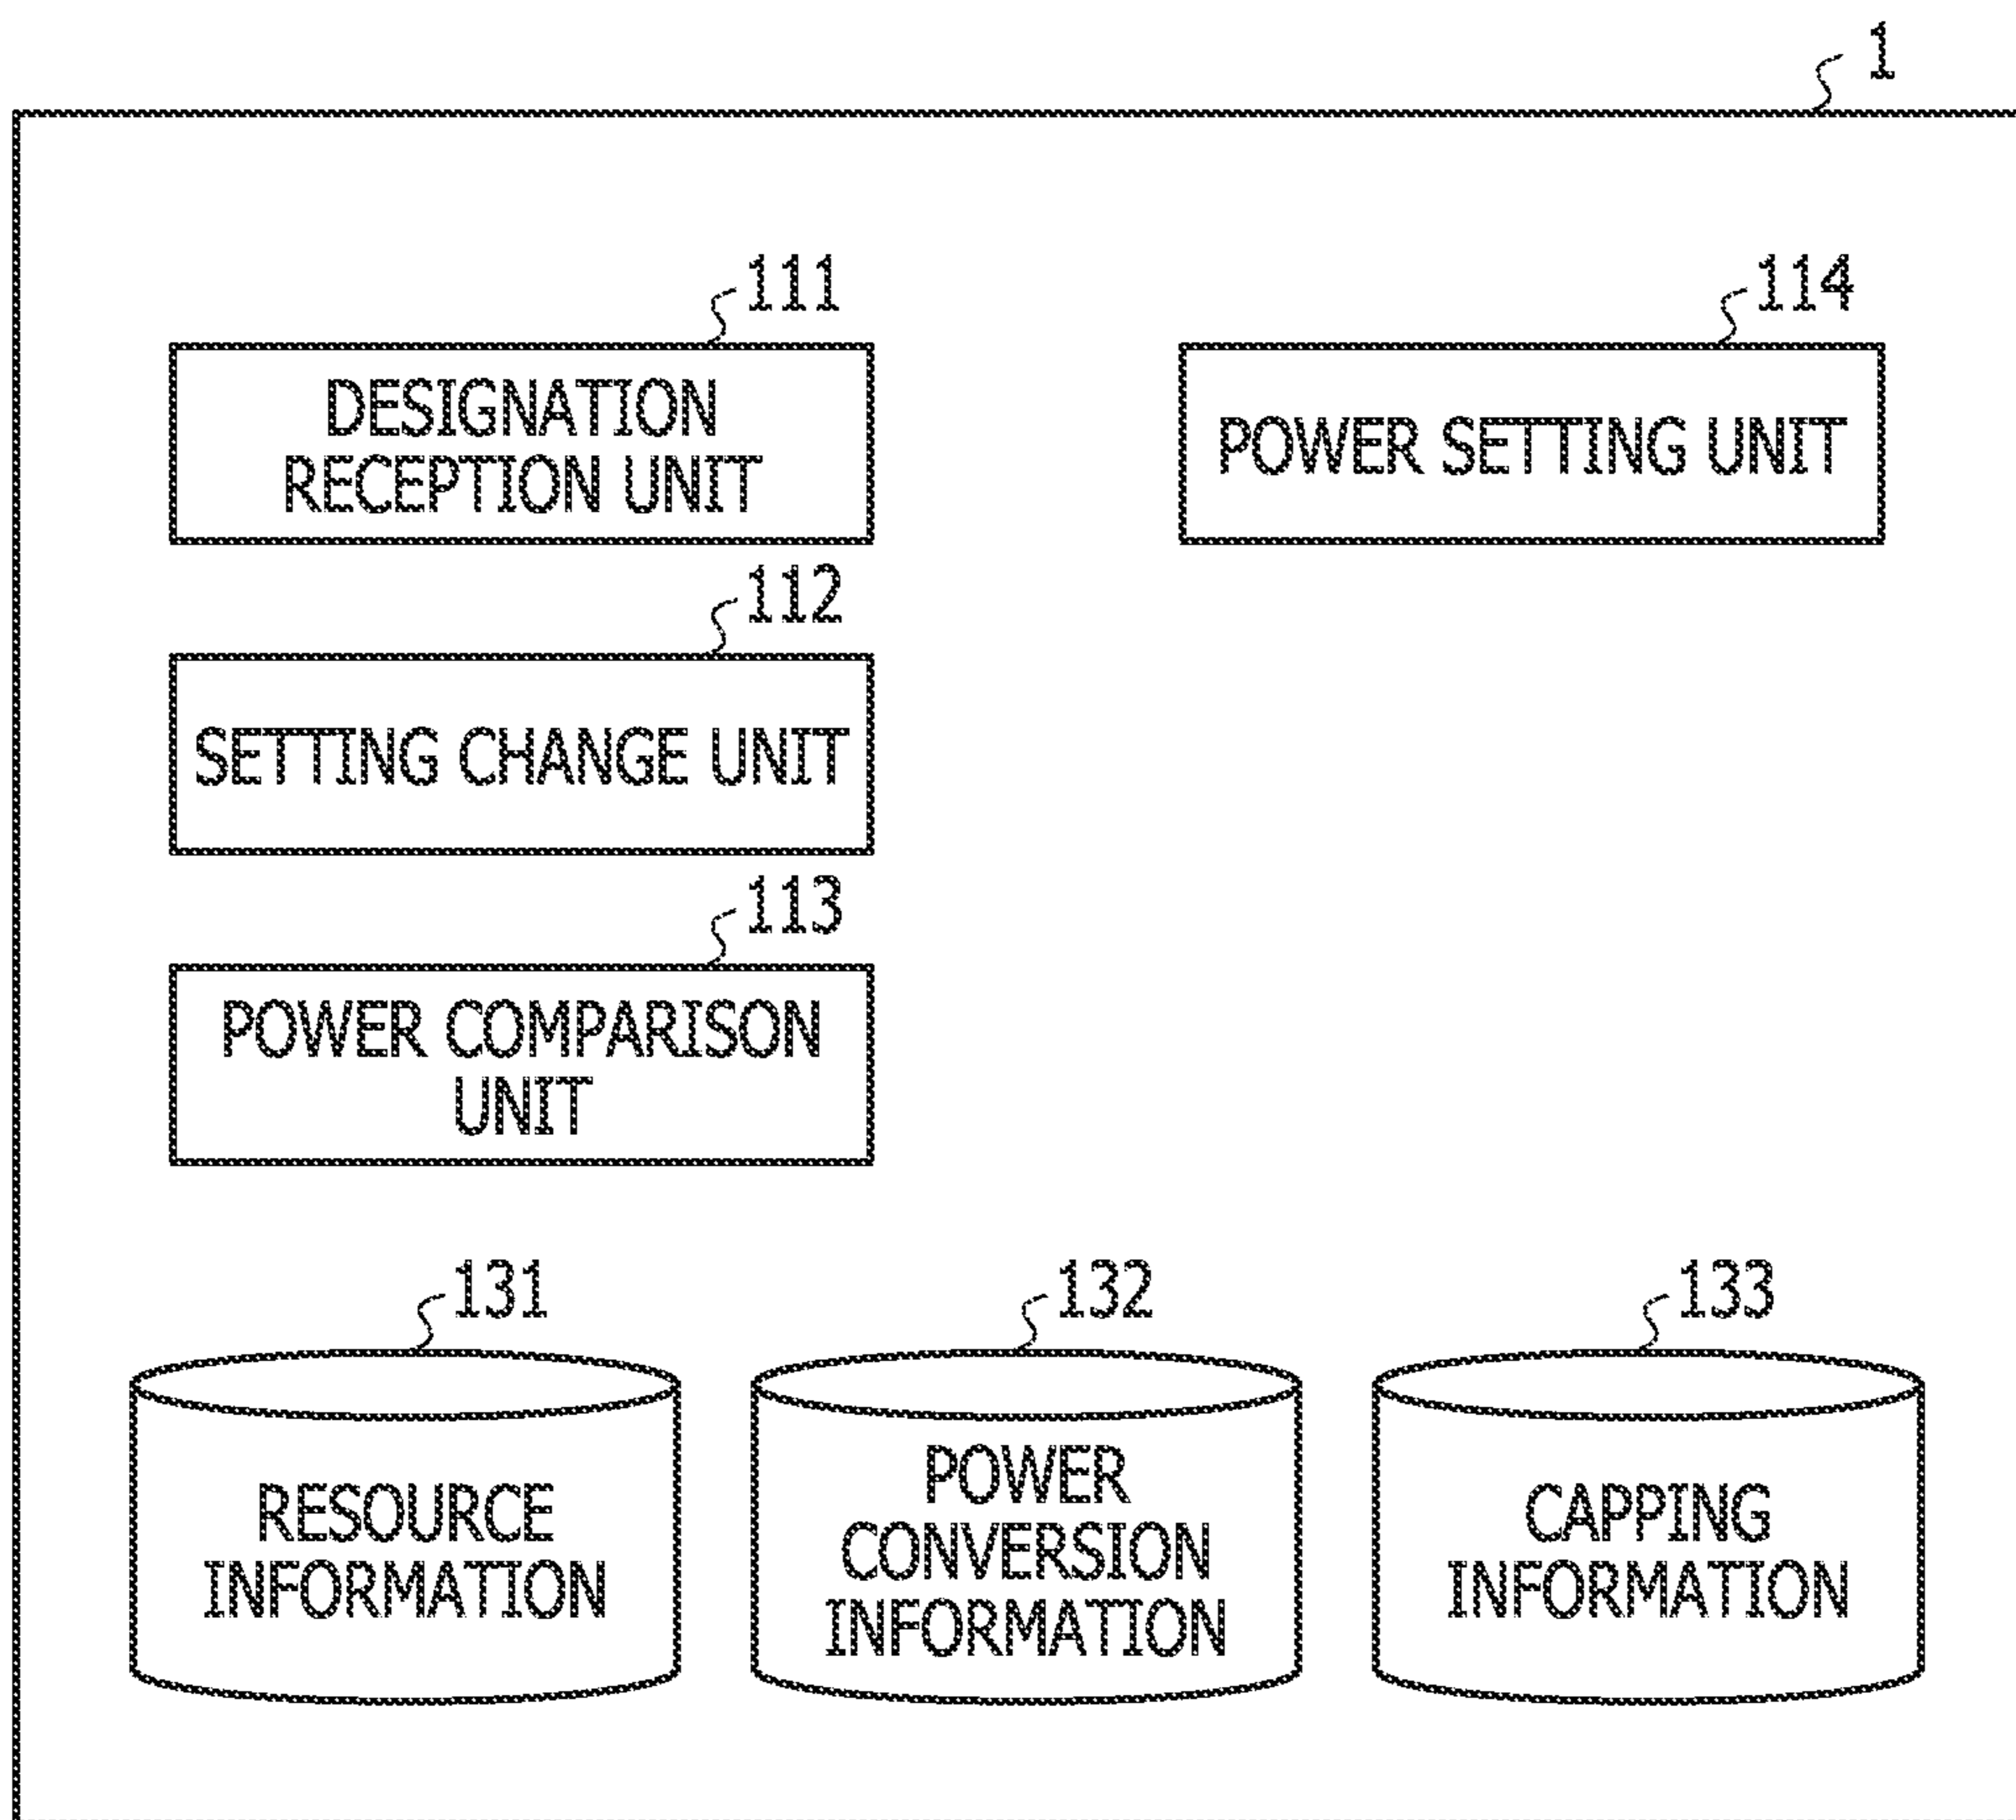 1
111
DESIGNATION
RECEPTION UNIT
114
POWER SETTING UNIT
112
SETTING CHANGE UNIT
113
POWER COMPARISON
UNIT
131
RESOURCE
INFORMATION
132
POWER
CONVERSION
INFORMATION
133
CAPPING
INFORMATION